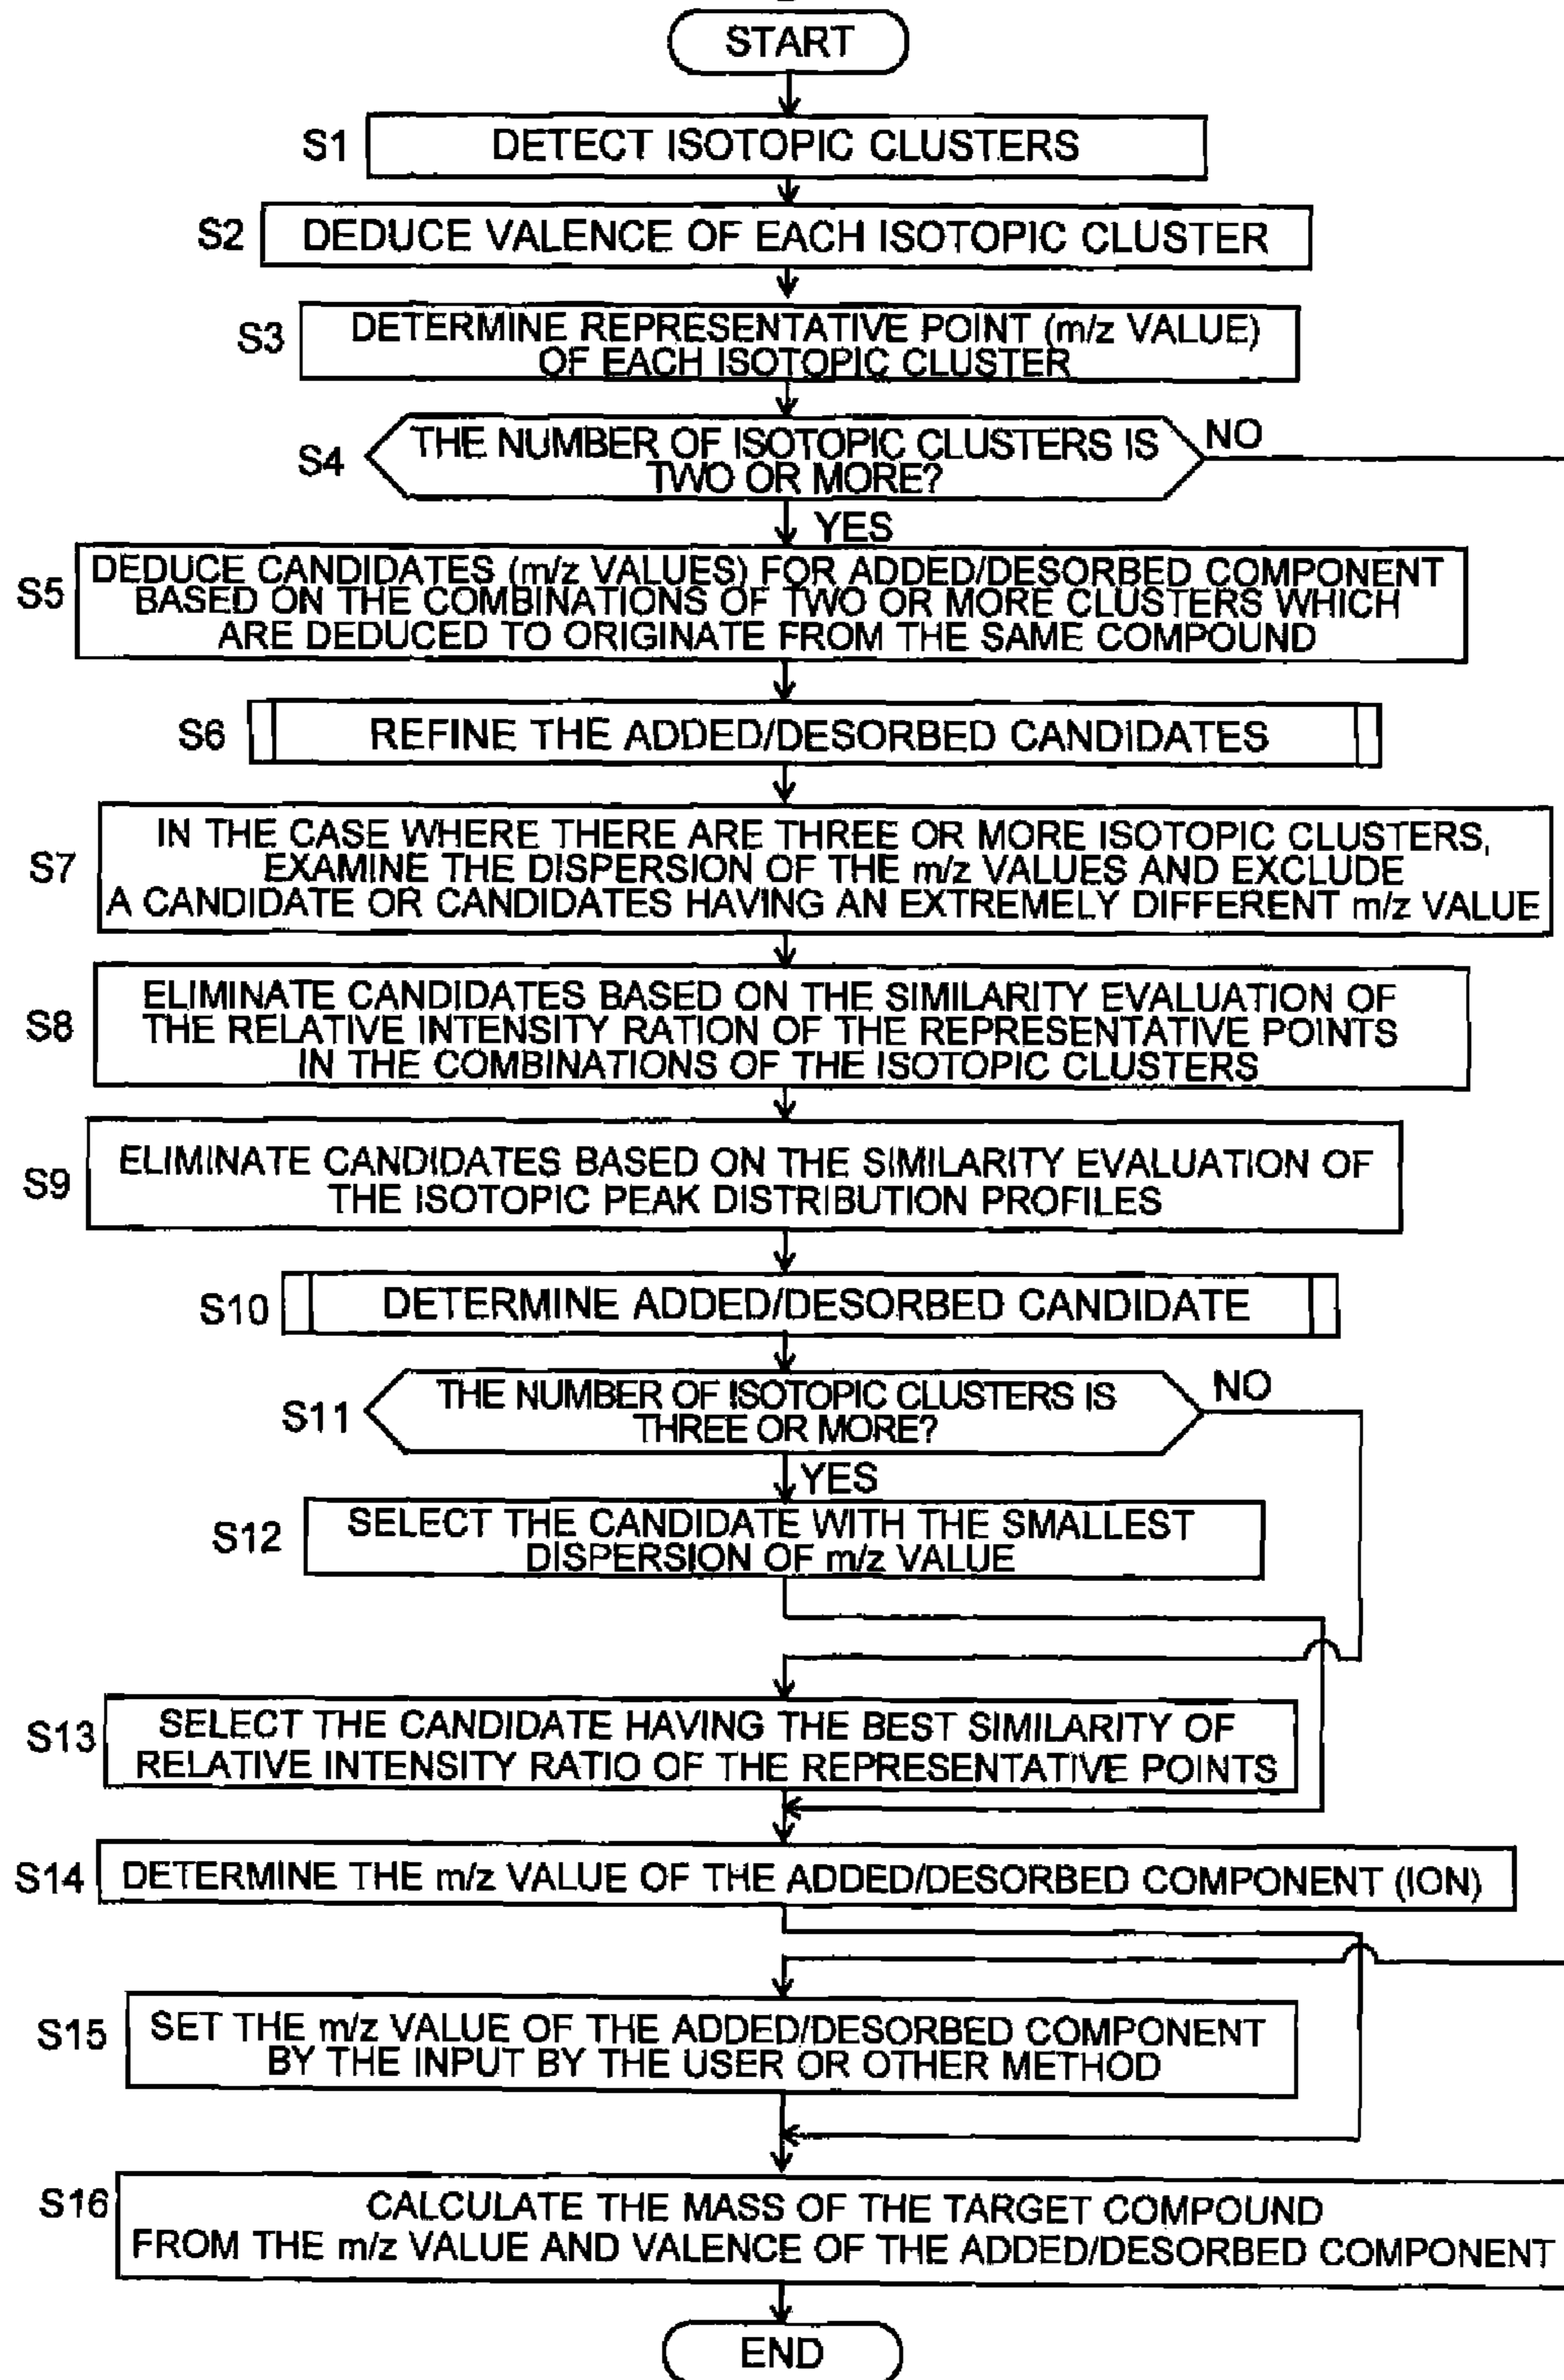 START
S1 DETECT ISOTOPIC CLUSTERS
S2 DEDUCE VALENCE OF EACH ISOTOPIC CLUSTER
S3 DETERMINE REPRESENTATIVE POINT (m/z VALUE)
OF EACH ISOTOPIC CLUSTER
S4 THE NUMBER OF ISOTOPIC CLUSTERS IS
TWO OR MORE?
NO
YES
S5 DEDUCE CANDIDATES (m/z VALUES) FOR ADDED/DESORBED COMPONENT
BASED ON THE COMBINATIONS OF TWO OR MORE CLUSTERS WHICH
ARE DEDUCED TO ORIGINATE FROM THE SAME COMPOUND
S6 REFINE THE ADDED/DESORBED CANDIDATES
S7 IN THE CASE WHERE THERE ARE THREE OR MORE ISOTOPIC CLUSTERS,
EXAMINE THE DISPERSION OF THE m/z VALUES AND EXCLUDE
A CANDIDATE OR CANDIDATES HAVING AN EXTREMELY DIFFERENT m/z VALUE
S8 ELIMINATE CANDIDATES BASED ON THE SIMILARITY EVALUATION OF
THE RELATIVE INTENSITY RATION OF THE REPRESENTATIVE POINTS
IN THE COMBINATIONS OF THE ISOTOPIC CLUSTERS
S9 ELIMINATE CANDIDATES BASED ON THE SIMILARITY EVALUATION OF
THE ISOTOPIC PEAK DISTRIBUTION PROFILES
S10 DETERMINE ADDED/DESORBED CANDIDATE
S11 THE NUMBER OF ISOTOPIC CLUSTERS IS
THREE OR MORE?
NO
YES
S12 SELECT THE CANDIDATE WITH THE SMALLEST
DISPERSION OF m/z VALUE
S13 SELECT THE CANDIDATE HAVING THE BEST SIMILARITY OF
RELATIVE INTENSITY RATIO OF THE REPRESENTATIVE POINTS
S14 DETERMINE THE m/z VALUE OF THE ADDED/DESORBED COMPONENT (ION)
S15 SET THE m/z VALUE OF THE ADDED/DESORBED COMPONENT
BY THE INPUT BY THE USER OR OTHER METHOD
S16 CALCULATE THE MASS OF THE TARGET COMPOUND
FROM THE m/z VALUE AND VALENCE OF THE ADDED/DESORBED COMPONENT
END